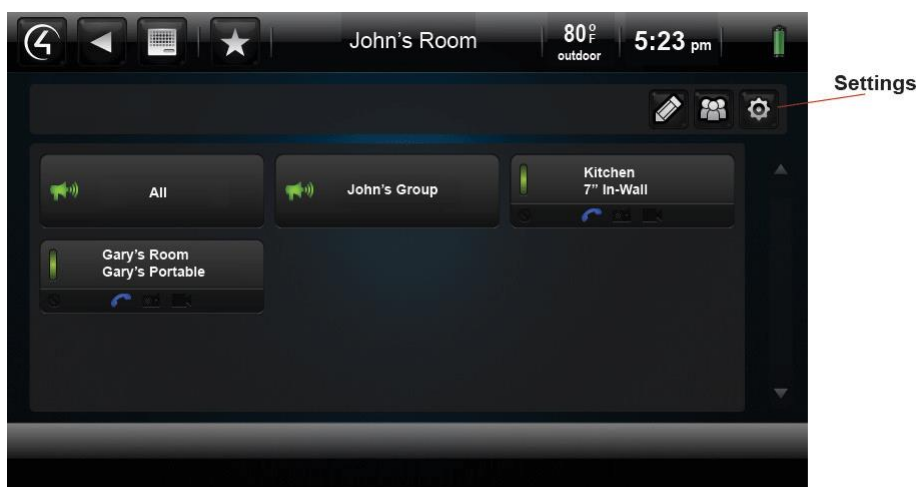 John's Room
80°F
outdoor
5:23 pm
Settings
All
John's Group
Kitchen
7" In-Wall
Gary's Room
Gary's Portable